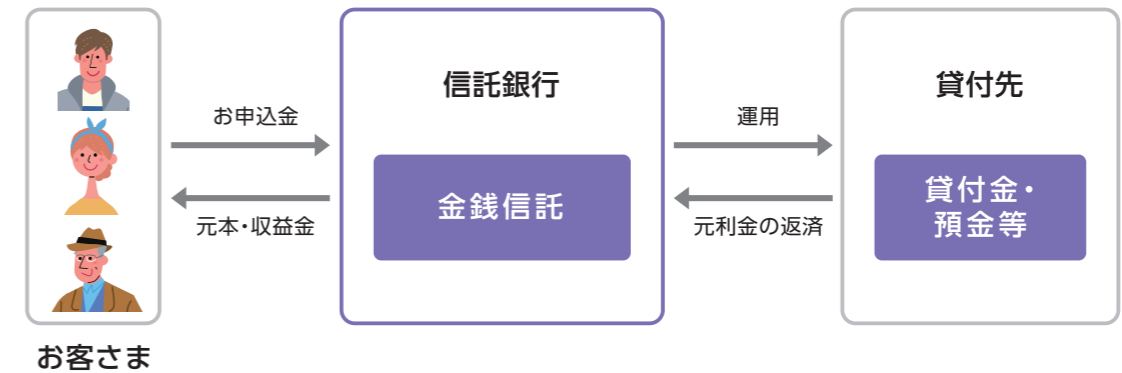 信託銀行
貸付先
お申込金
運用
金銭信託
貸付金・
預金等
元本・収益金
元利金の返済
お客さま